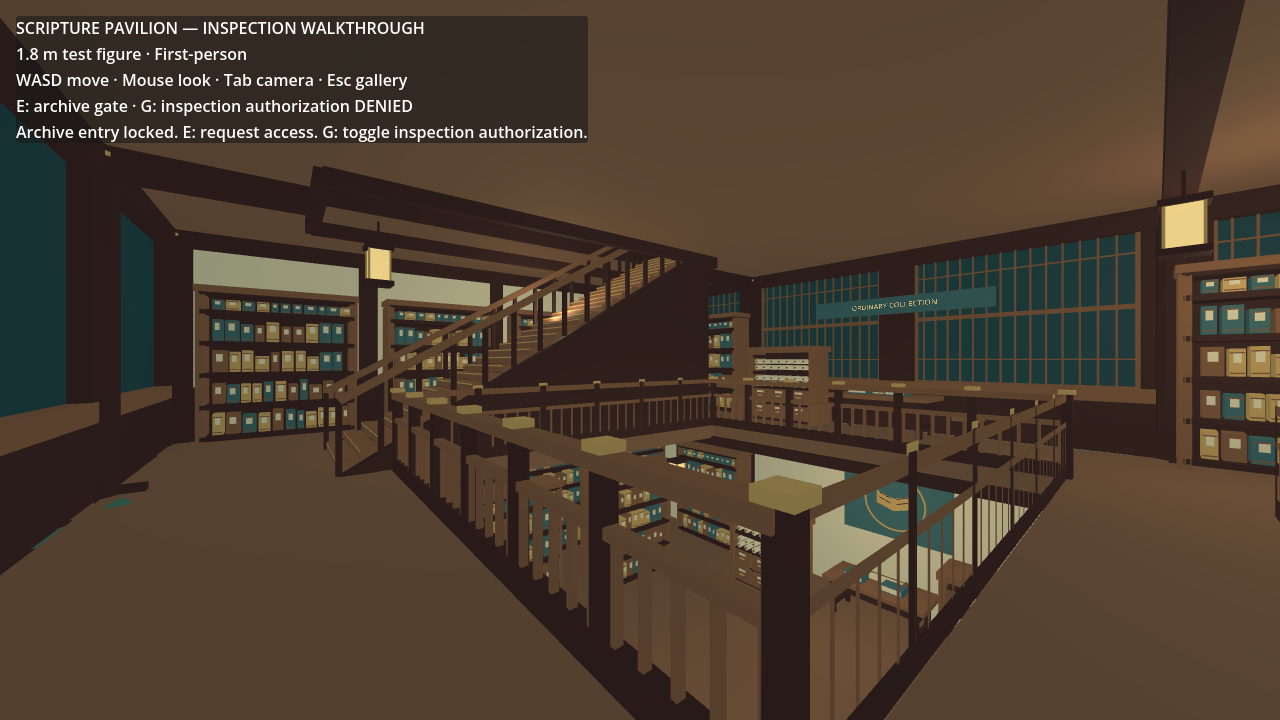 SCRIPTURE PAVILION — INSPECTION WALKTHROUGH
1.8 m test figure · First-person
WASD move · Mouse look · Tab camera · Esc gallery
E: archive gate · G: inspection authorization DENIED
Archive entry locked. E: request access. G: toggle inspection authorization.
ORDINARY COLLECTION